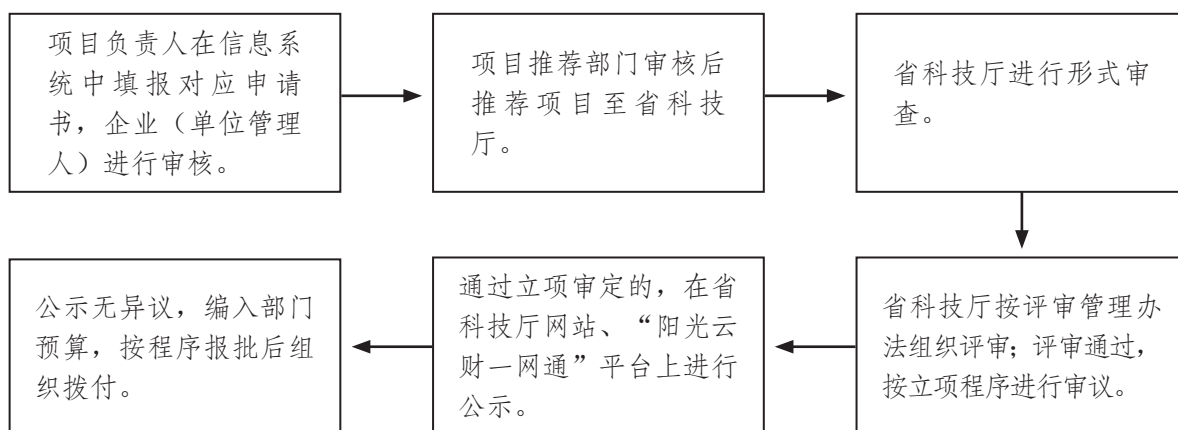 项目负责人在信息系
统中填报对应申请
书，企业（单位管理
人）进行审核。
项目推荐部门审核后
推荐项目至省科技
厅。
省科技厅进行形式审
查。
省科技厅按评审管理办
法组织评审；评审通过，
按立项程序进行审议。
通过立项审定的，在省
科技厅网站、“阳光云
财一网通”平台上进行
公示。
公示无异议，编入部门
预算，按程序报批后组
织拨付。